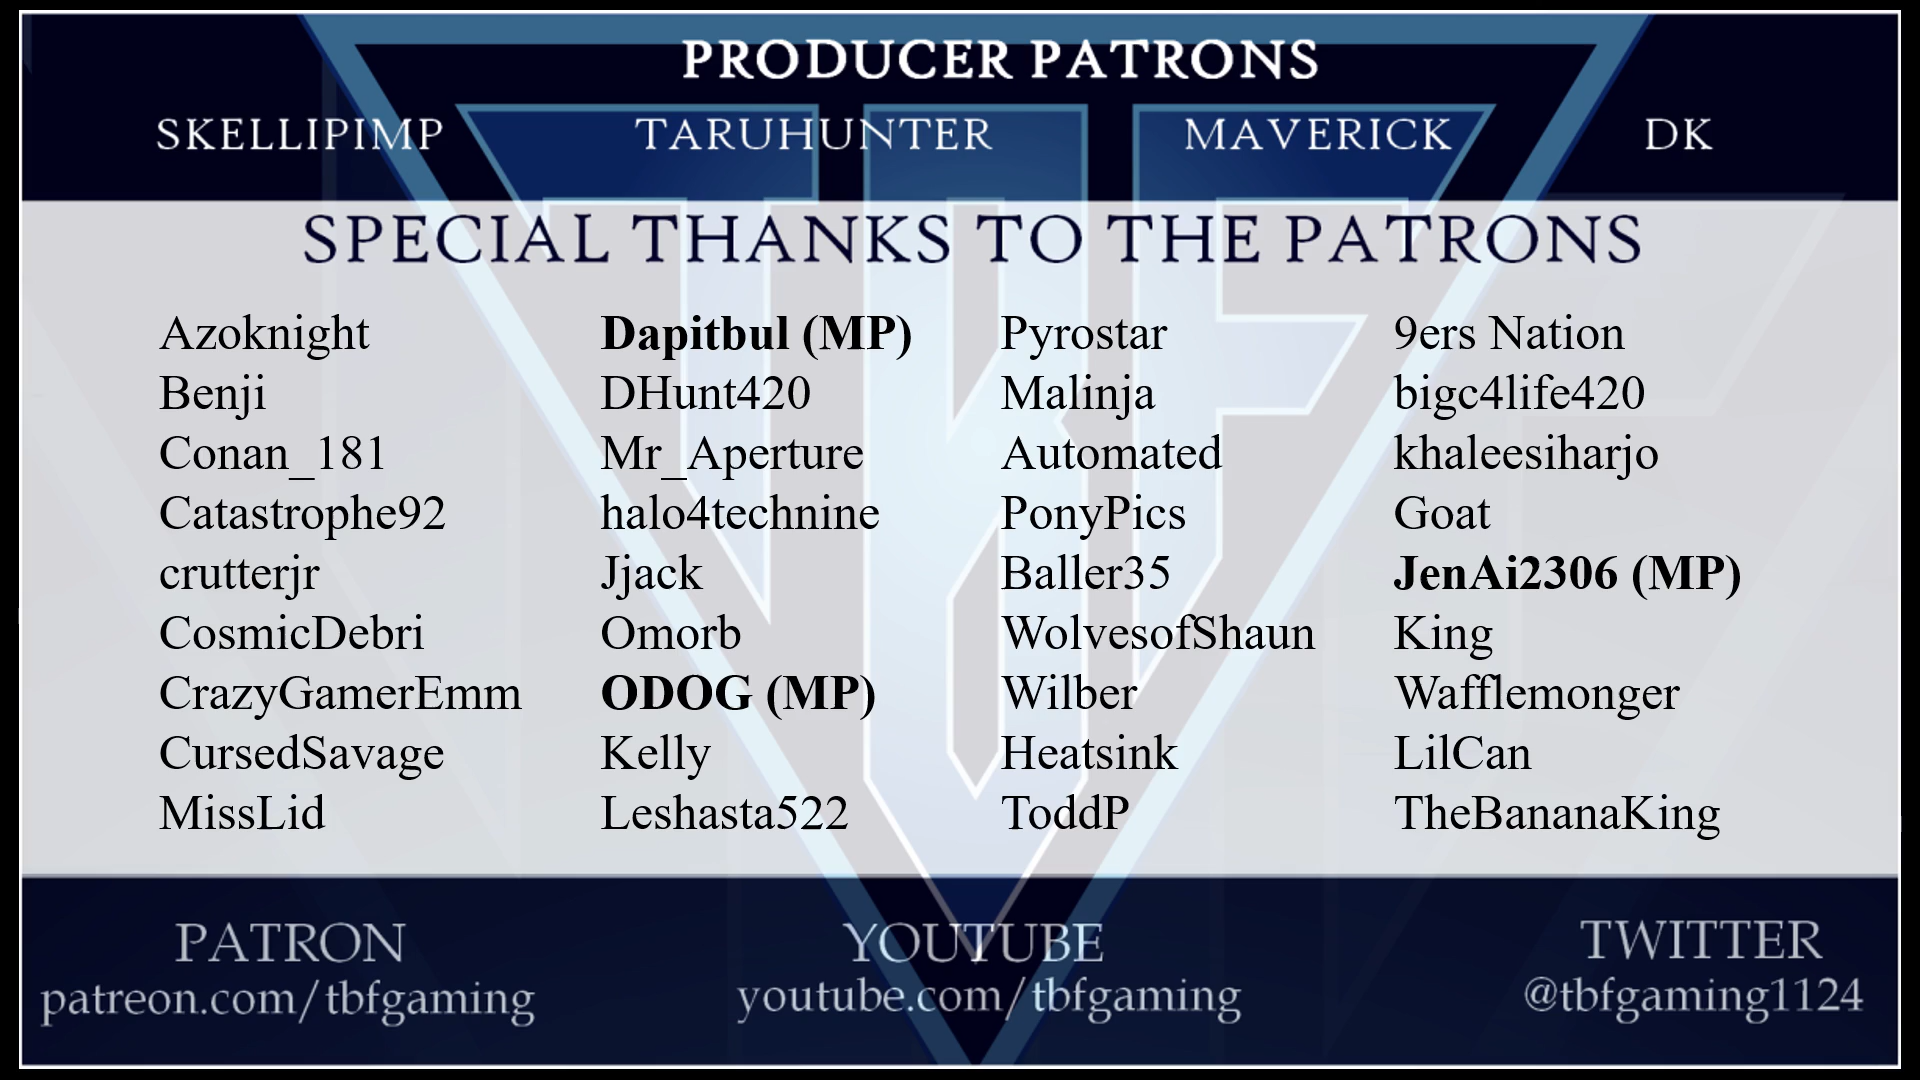 PRODUCER PATRONS
SKELLIPIMP TARUHUNTER MAVERICK DK
SPECIAL THANKS TO THE PATRONS
Azoknight Dapitbul (MP) Pyrostar 9ers Nation
Benji DHunt420 Malinja bigc4life420
Conan_181 Mr_Aperture Automated khaleesiharjo
Catastrophe92 halo4technine PonyPics Goat
crutterjr Jjack Baller35 JenAi2306 (MP)
CosmicDebri Omorb WolvesofShaun King
CrazyGamerEmm ODOG (MP) Wilber Wafflemonger
CursedSavage Kelly Heatsink LilCan
MissLid Leshasta522 ToddP TheBananaKing
PATRON YOUTUBE TWITTER
patreon.com/tbfgaming youtube.com/tbfgaming @tbfgaming1124